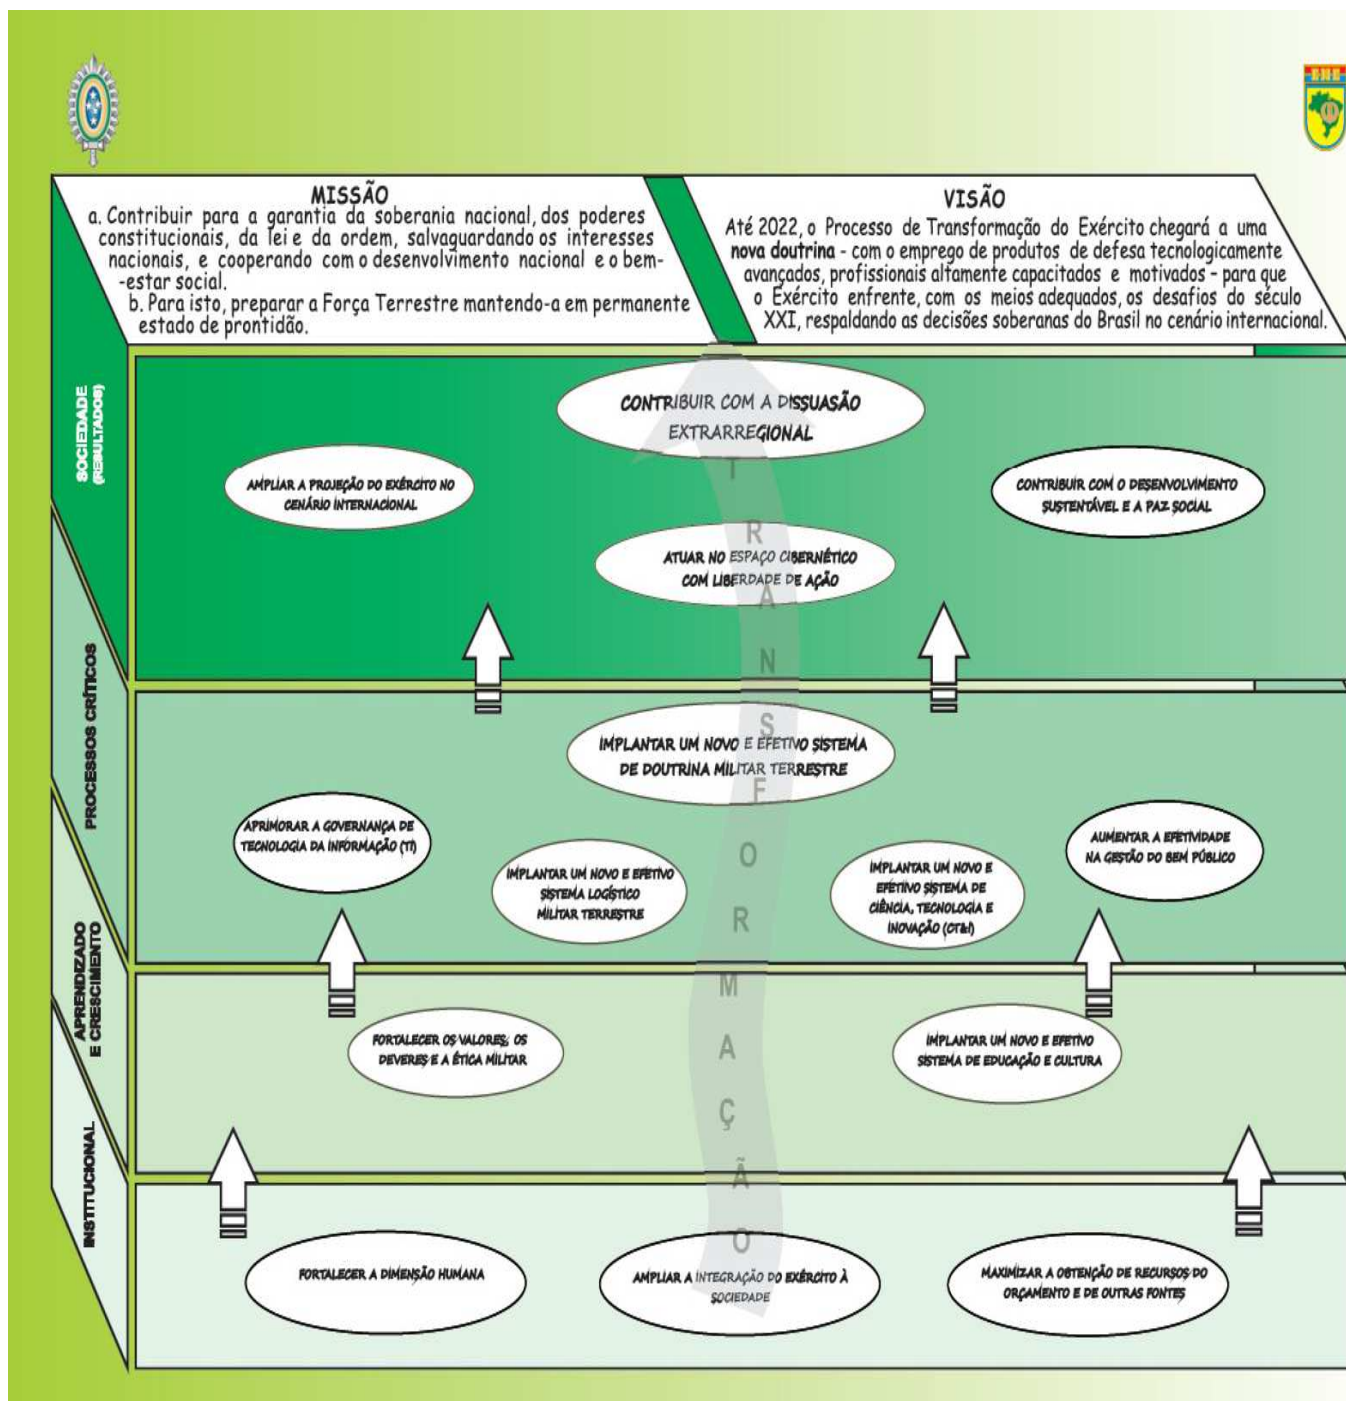 MISSÃO
a. Contribuir para a garantia da soberania nacional, dos poderes
constitucionais, da lei e da ordem, salvaguardando os interesses
nacionais, e cooperando com o desenvolvimento nacional e o bem-
-estar social.
b. Para isto, preparar a Força Terrestre mantendo-a em permanente
estado de prontidão.
VISÃO
Até 2022, o Processo de Transformação do Exército chegará a uma
nova doutrina - com o emprego de produtos de defesa tecnologicamente
avançados, profissionais altamente capacitados e motivados - para que
o Exército enfrente, com os meios adequados, os desafios do século
XXI, respaldando as decisões soberanas do Brasil no cenário internacional.
SOCIEDADE
(RESULTADOS)
CONTRIBUIR COM A DISSUASÃO
EXTRARREGIONAL
AMPLIAR A PROJEÇÃO DO EXÉRCITO NO
CENÁRIO INTERNACIONAL
CONTRIBUIR COM O DESENVOLVIMENTO
SUSTENTÁVEL E A PAZ SOCIAL
ATUAR NO ESPAÇO CIBERNÉTICO
COM LIBERDADE DE AÇÃO
PROCESSOS CRÍTICOS
IMPLANTAR UM NOVO E EFETIVO SISTEMA
DE DOUTRINA MILITAR TERRESTRE
APRIMORAR A GOVERNANÇA DE
TECNOLOGIA DA INFORMAÇÃO (TI)
IMPLANTAR UM NOVO E EFETIVO
SISTEMA LOGÍSTICO
MILITAR TERRESTRE
IMPLANTAR UM NOVO E
EFETIVO SISTEMA DE
CIÊNCIA, TECNOLOGIA E
INOVAÇÃO (CT&I)
AUMENTAR A EFETIVIDADE
NA GESTÃO DO BEM PÚBLICO
APRENDIZADO
E CRESCIMENTO
FORTALECER OS VALORES, OS
DEVERES E A ÉTICA MILITAR
IMPLANTAR UM NOVO E EFETIVO
SISTEMA DE EDUCAÇÃO E CULTURA
INSTITUCIONAL
FORTALECER A DIMENSÃO HUMANA
AMPLIAR A INTEGRAÇÃO DO EXÉRCITO À
SOCIEDADE
MAXIMIZAR A OBTENÇÃO DE RECURSOS DO
ORÇAMENTO E DE OUTRAS FONTES
TRANSFORMAÇÃO